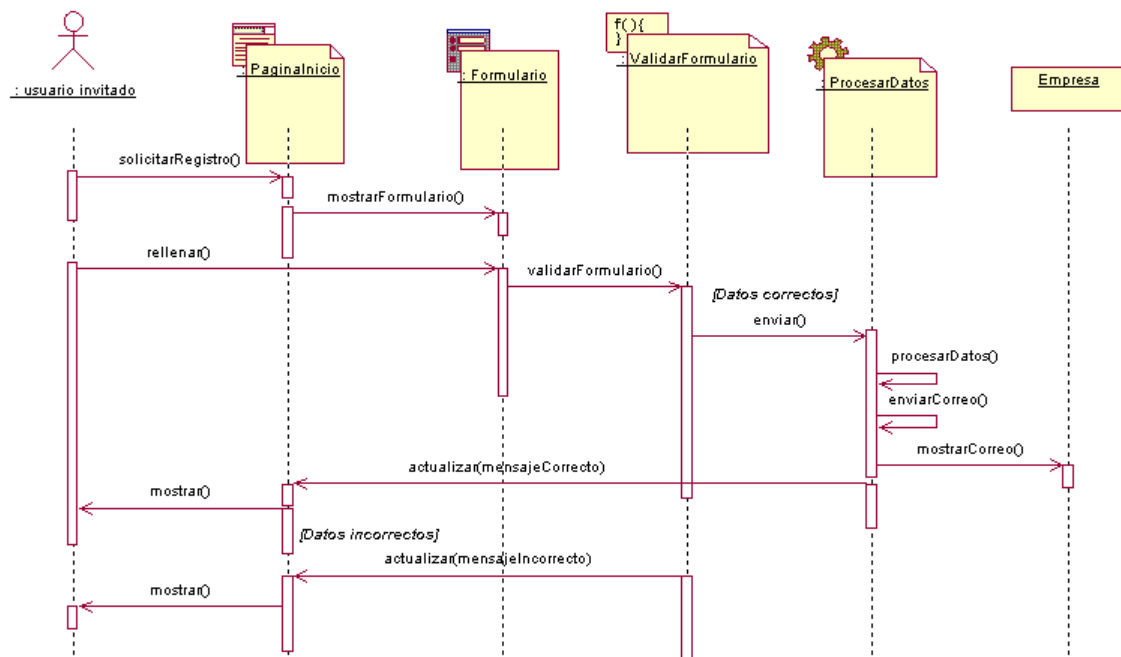 f(){
}
: PaginaInicio
: Formulario
: ValidarFormulario
: ProcesarDatos
Empresa
: usuario invitado
solicitarRegistro()
mostrarFormulario()
rellenar()
validarFormulario()
[Datos correctos]
enviar()
procesarDatos()
enviarCorreo()
mostrarCorreo()
actualizar(mensajeCorrecto)
mostrar()
[Datos incorrectos]
actualizar(mensajeIncorrecto)
mostrar()